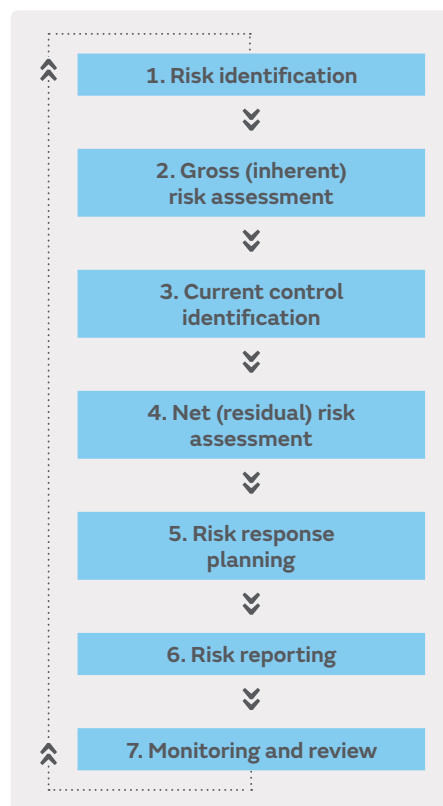 1. Risk identification
2. Gross (inherent)
risk assessment
3. Current control
identification
4. Net (residual) risk
assessment
5. Risk response
planning
6. Risk reporting
7. Monitoring and review